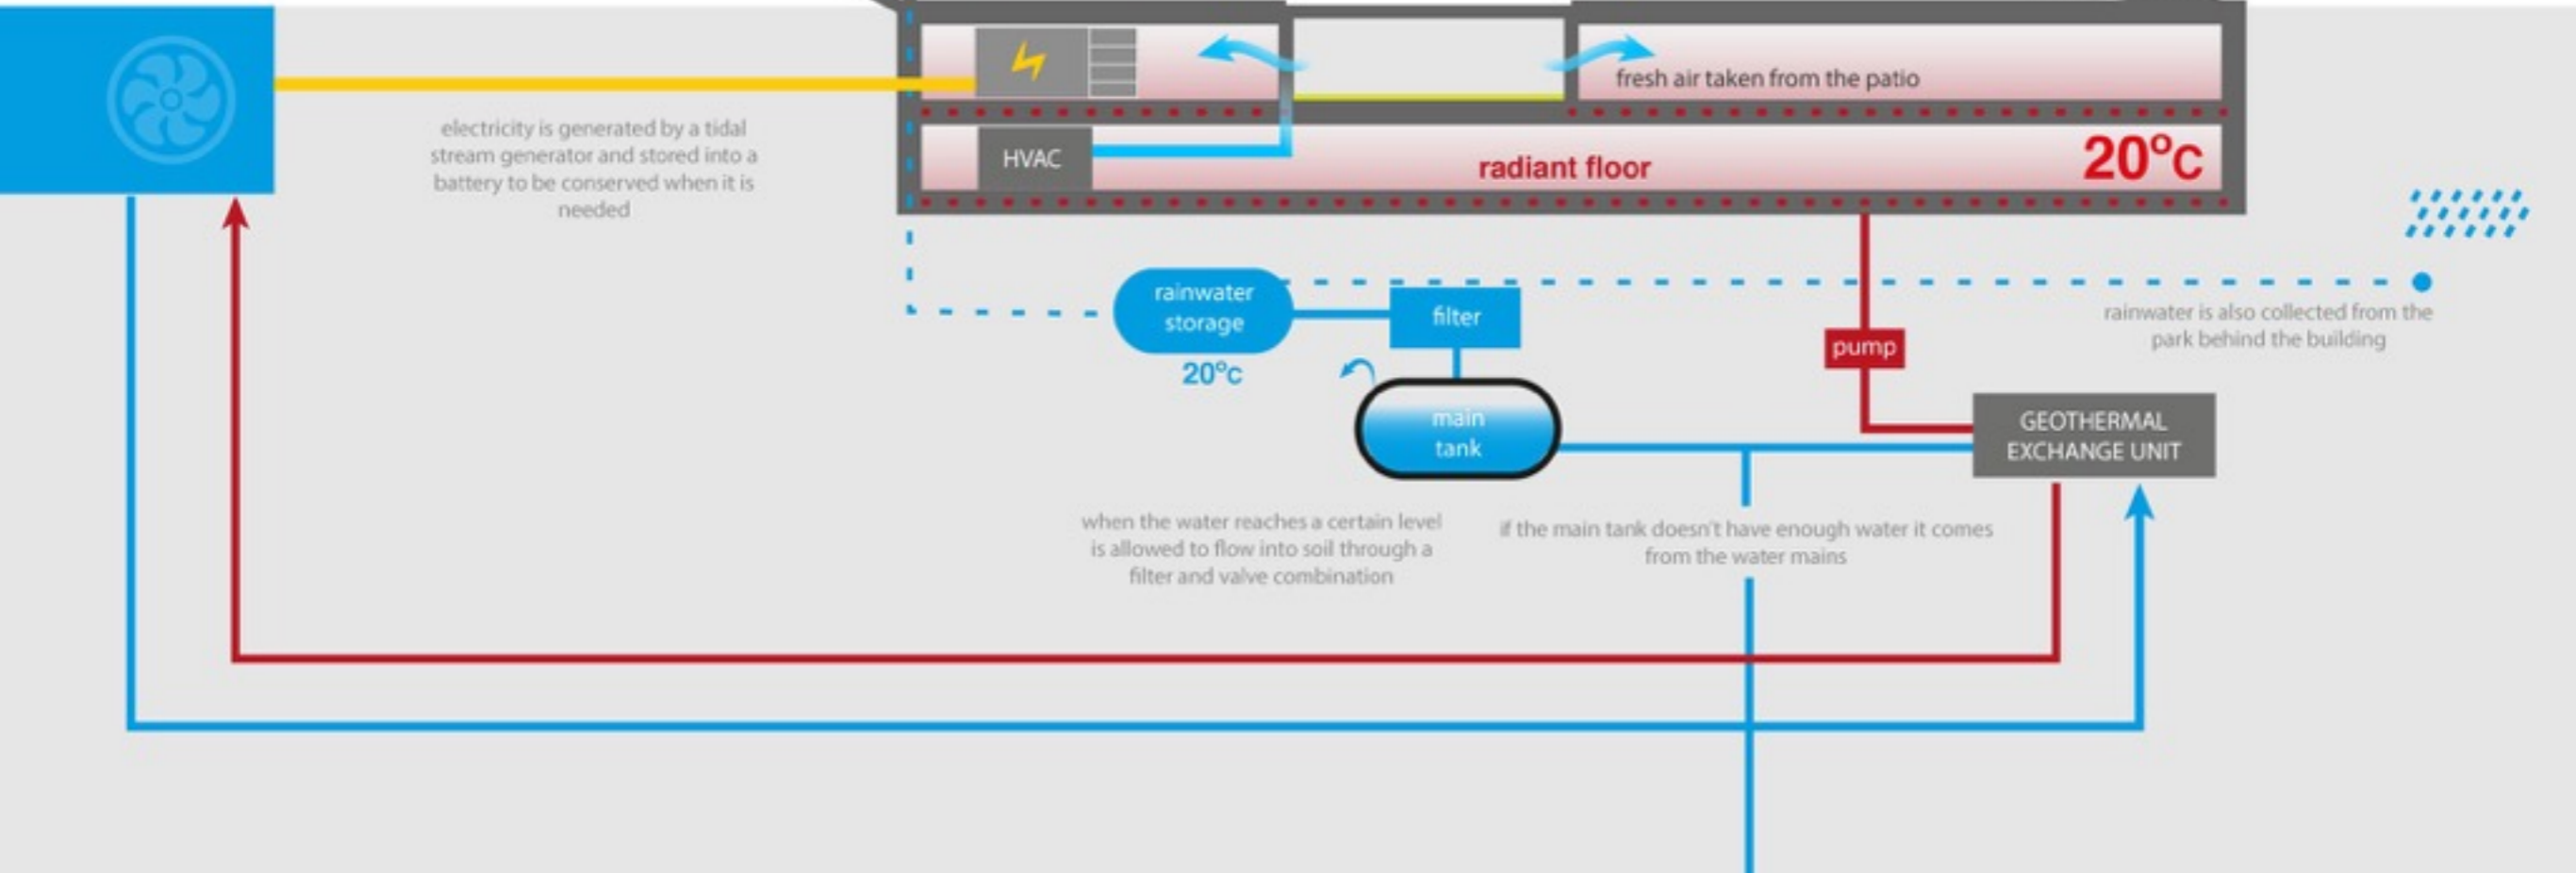 electricity is generated by a tidal
stream generator and stored into a
battery to be conserved when it is
needed
fresh air taken from the patio
HVAC
radiant floor
20ºC
rainwater
storage
20ºC
filter
main
tank
pump
rainwater is also collected from the
park behind the building
GEOTHERMAL
EXCHANGE UNIT
when the water reaches a certain level
is allowed to flow into soil through a
filter and valve combination
if the main tank doesn't have enough water it comes
from the water mains